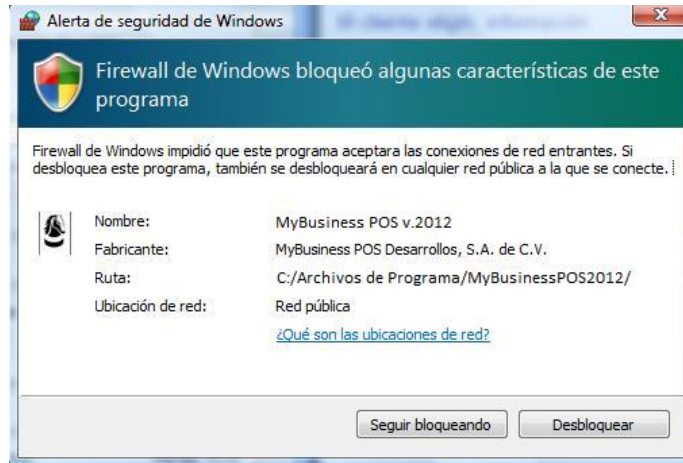 Alerta de seguridad de Windows
Firewall de Windows bloqueó algunas características de este
programa
Firewall de Windows impidió que este programa aceptara las conexiones de red entrantes. Si
desbloquea este programa, también se desbloqueará en cualquier red pública a la que se conecte.
Nombre: MyBusiness POS v.2012
Fabricante: MyBusiness POS Desarrollos, S.A. de C.V.
Ruta: C:/Archivos de Programa/MyBusinessPOS2012/
Ubicación de red: Red pública
¿Qué son las ubicaciones de red?
Seguir bloqueando Desbloquear